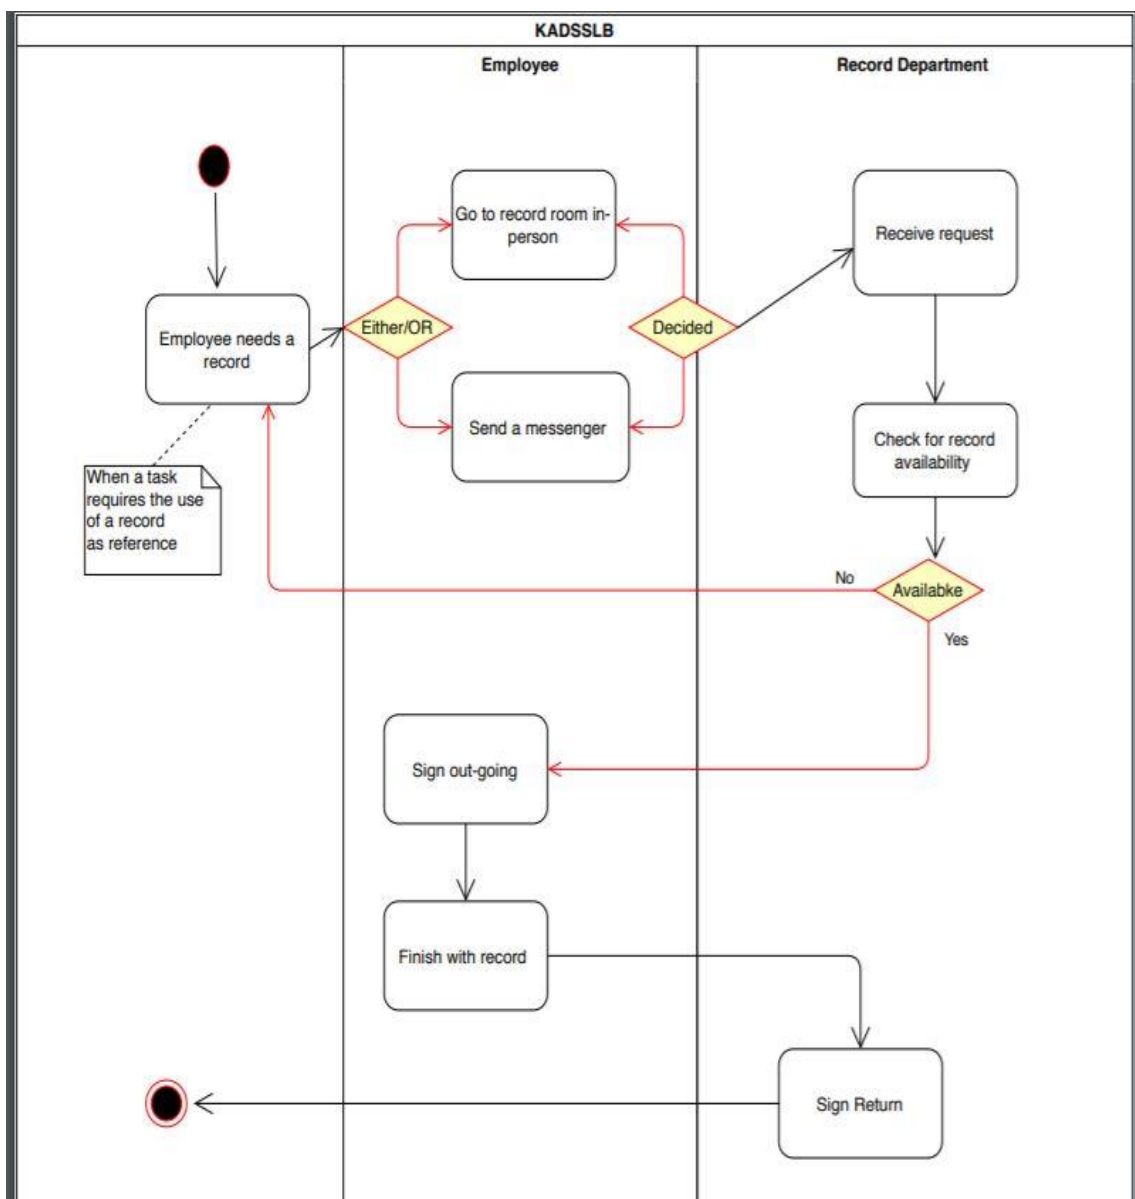 KADSSLB
Employee
Record Department
Go to record room in-
person
Receive request
Employee needs a
record
Either/OR
Decided
Send a messenger
Check for record
availability
When a task
requires the use
of a record
as reference
No
Availabke
Yes
Sign out-going
Finish with record
Sign Return